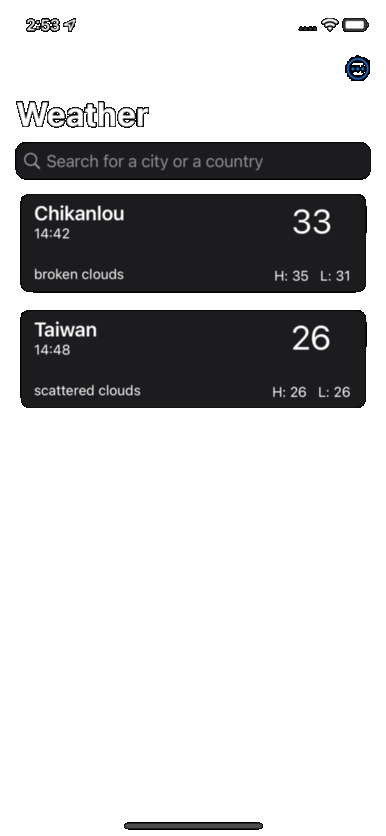 2:53
Weather
Search for a city or a country
Chikanlou
33
14:42
broken clouds
H: 35 L: 31
Taiwan
26
14:48
scattered clouds
H: 26 L: 26